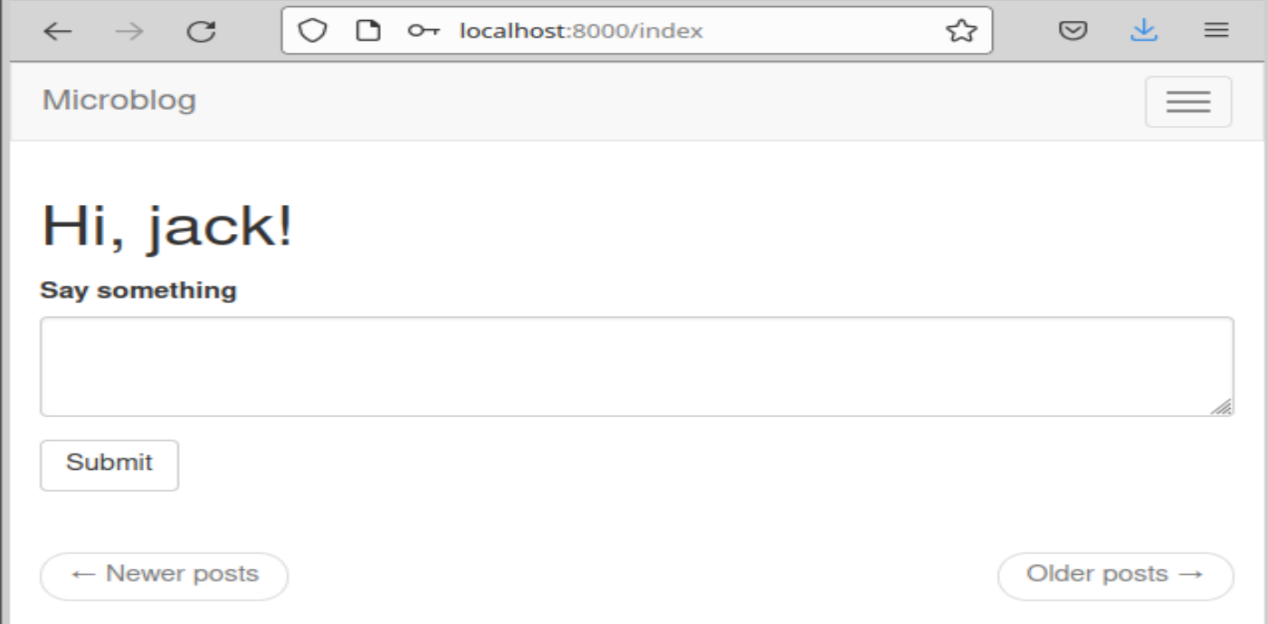 localhost:8000/index
Microblog
Hi, jack!
Say something
Submit
← Newer posts
Older posts →